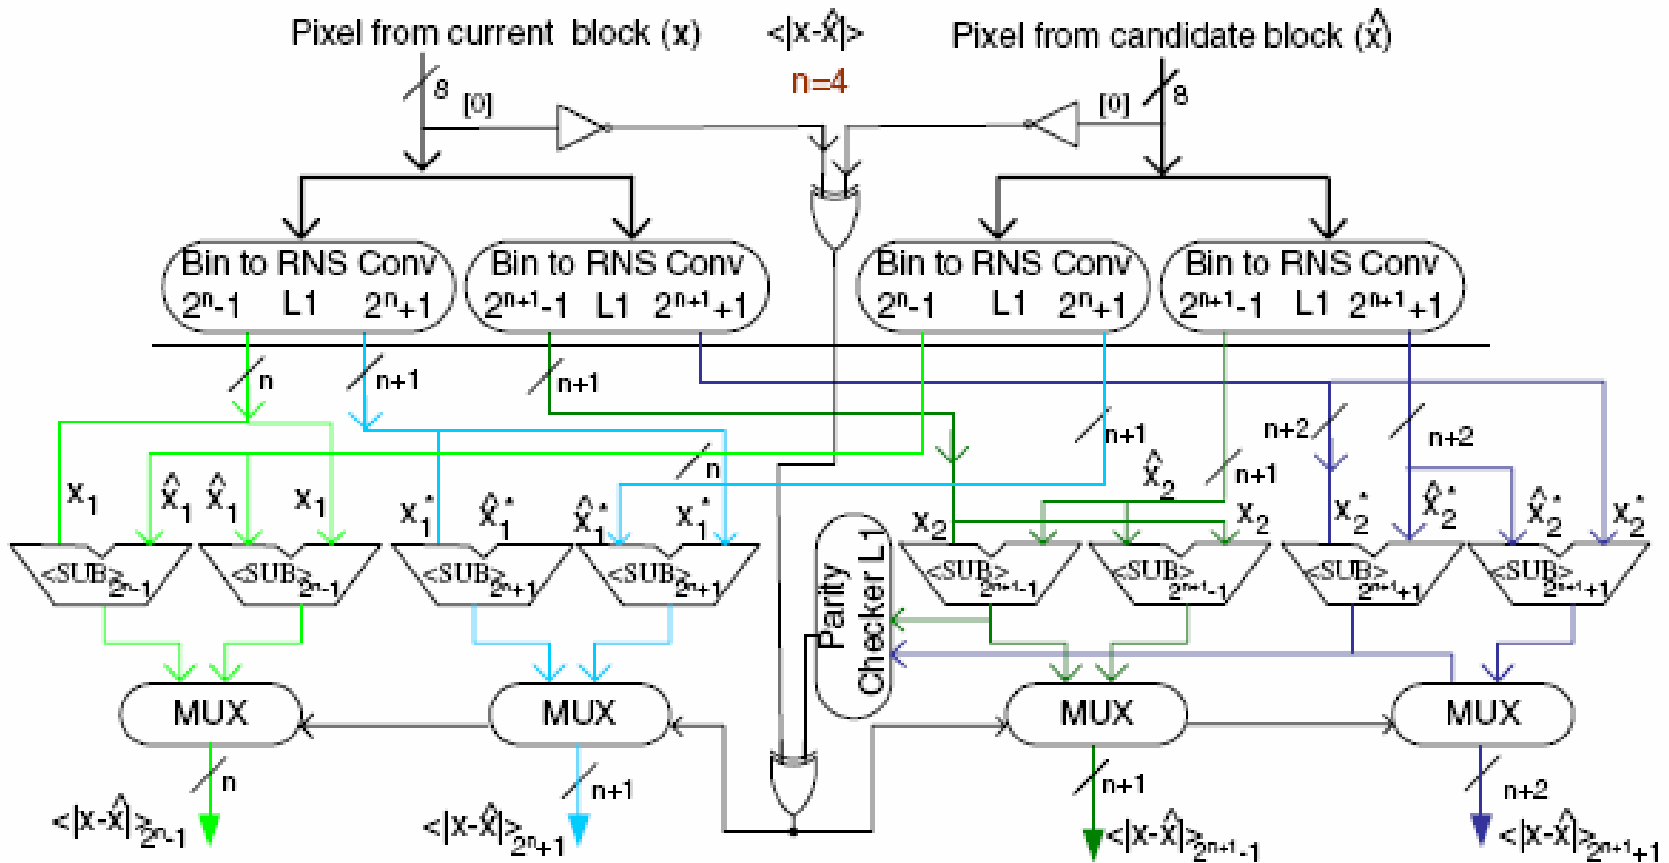 Pixel from current block (x)
<|x-x̂|>
Pixel from candidate block (x̂)
n=4
8
[0]
[0]
8
Bin to RNS Conv
2ⁿ-1 L1 2ⁿ+1
Bin to RNS Conv
2ⁿ⁺¹-1 L1 2ⁿ⁺¹+1
Bin to RNS Conv
2ⁿ-1 L1 2ⁿ+1
Bin to RNS Conv
2ⁿ⁺¹-1 L1 2ⁿ⁺¹+1
n
n+1
n+1
n
n+1
n+1
n+2
n+2
x₁
x̂₁
x̂₁
x₁
x₁*
x̂₁*
x̂₁*
x₁*
x₂
x̂₂
x₂
x₂*
x̂₂*
x̂₂*
x₂*
<SUB>2ⁿ-1
<SUB>2ⁿ-1
<SUB>2ⁿ+1
<SUB>2ⁿ+1
Parity
Checker L1
<SUB>2ⁿ⁺¹-1
<SUB>2ⁿ⁺¹-1
<SUB>2ⁿ⁺¹+1
<SUB>2ⁿ⁺¹+1
MUX
MUX
MUX
MUX
n
n+1
n+1
n+2
<|x-x̂|>2ⁿ-1
<|x-x̂|>2ⁿ+1
<|x-x̂|>2ⁿ⁺¹-1
<|x-x̂|>2ⁿ⁺¹+1